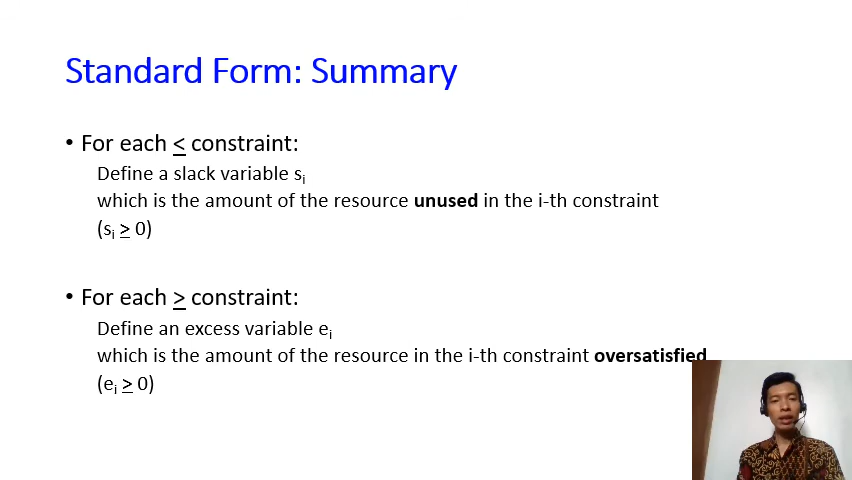 Standard Form: Summary
• For each ≤ constraint:
Define a slack variable sᵢ
which is the amount of the resource unused in the i-th constraint
(sᵢ ≥ 0)
• For each ≥ constraint:
Define an excess variable eᵢ
which is the amount of the resource in the i-th constraint oversatisfied
(eᵢ ≥ 0)